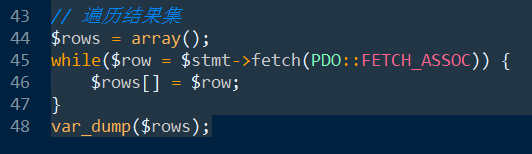 43 // 遍历结果集
44 $rows = array();
45 while($row = $stmt->fetch(PDO::FETCH_ASSOC)) {
46     $rows[] = $row;
47 }
48 var_dump($rows);